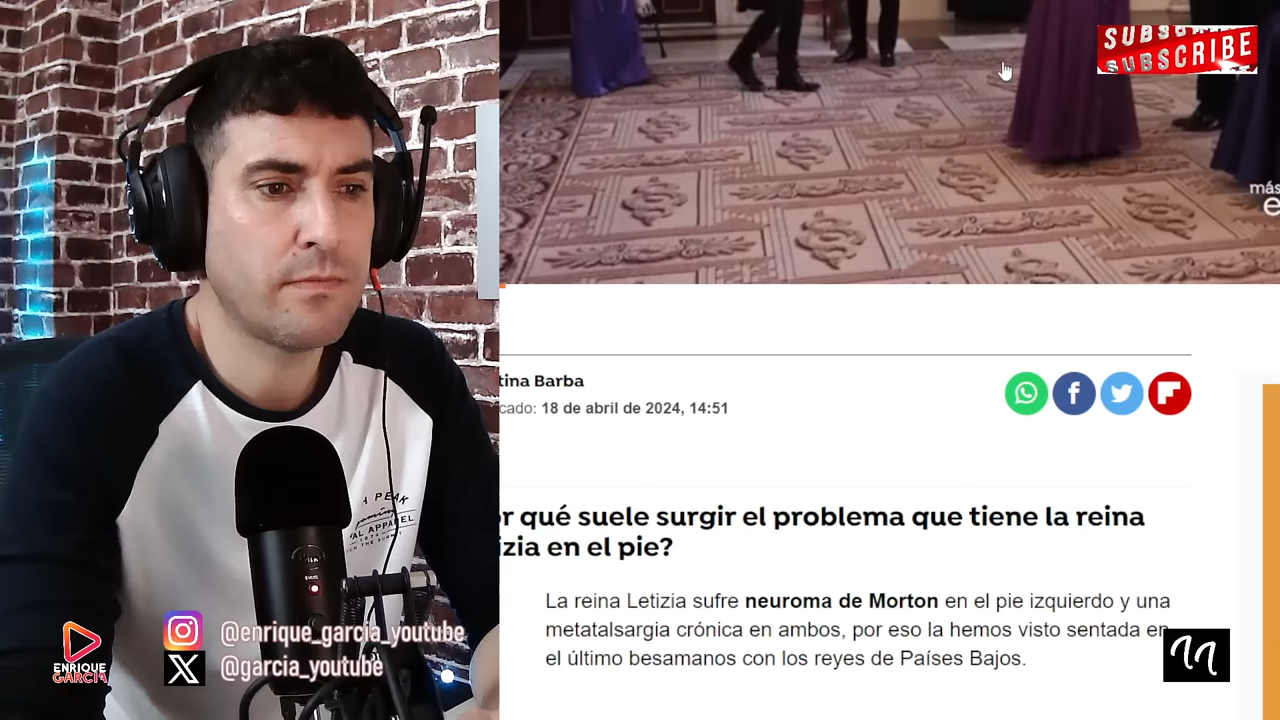 SUBSCRIBE
SUBSCRIBE
más
tina Barba
cado: 18 de abril de 2024, 14:51
or qué suele surgir el problema que tiene la reina
izia en el pie?
La reina Letizia sufre neuroma de Morton en el pie izquierdo y una
metatalsargia crónica en ambos, por eso la hemos visto sentada en
el último besamanos con los reyes de Países Bajos.
A PEAK
AL APPAREL
@enrique_garcia_youtube
@garcia_youtube
ENRIQUE
GARCIA